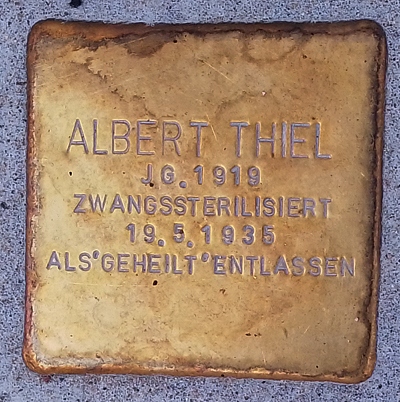 ALBERT THIEL
JG. 1919
ZWANGSSTERILISIERT
19. 5. 1935
ALS "GEHEILT" ENTLASSEN